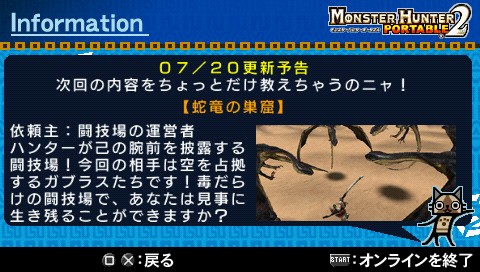 Information
MONSTER HUNTER
PORTABLE 2
07／20更新予告
次回の内容をちょっとだけ教えちゃうのニャ！
【蛇竜の巣窟】
依頼主：闘技場の運営者
ハンターが己の腕前を披露する
闘技場！今回の相手は空を占拠
するガブラスたちです！毒だら
けの闘技場で、あなたは見事に
生き残ることができますか？
□ ✕:戻る
START:オンラインを終了